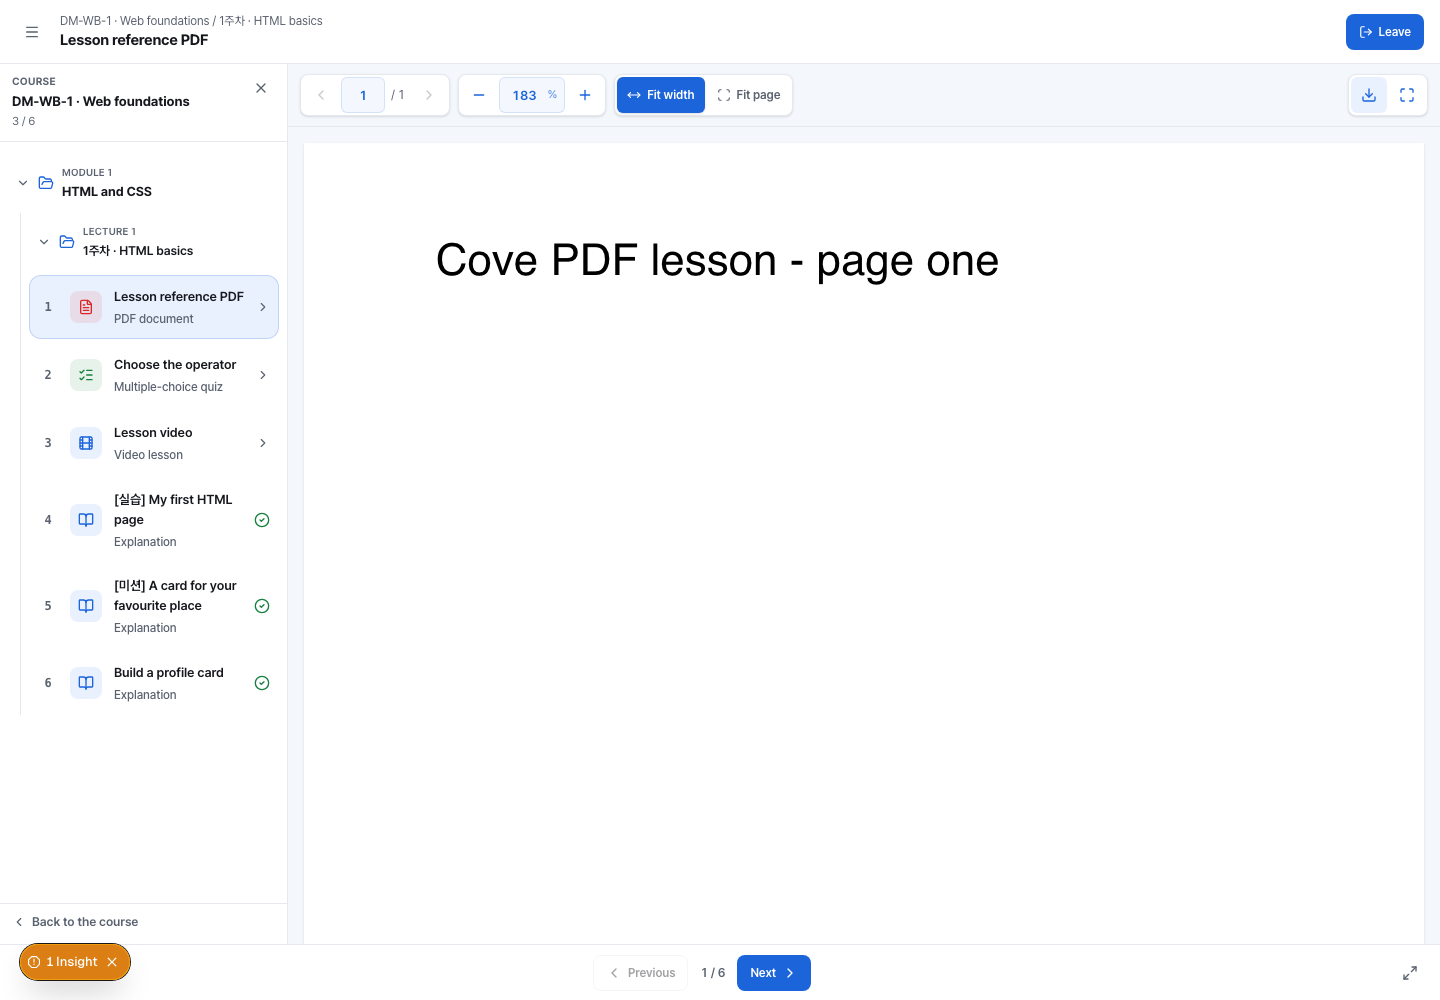 DM-WB-1 · Web foundations / 1주차 · HTML basics
Lesson reference PDF
Leave
COURSE
DM-WB-1 · Web foundations
3 / 6
1 / 1
183 %
Fit width
Fit page
MODULE 1
HTML and CSS
LECTURE 1
1주차 · HTML basics
1 Lesson reference PDF
PDF document
2 Choose the operator
Multiple-choice quiz
3 Lesson video
Video lesson
4 [실습] My first HTML
page
Explanation
5 [미션] A card for your
favourite place
Explanation
6 Build a profile card
Explanation
Cove PDF lesson - page one
Back to the course
1 Insight
Previous
1 / 6
Next